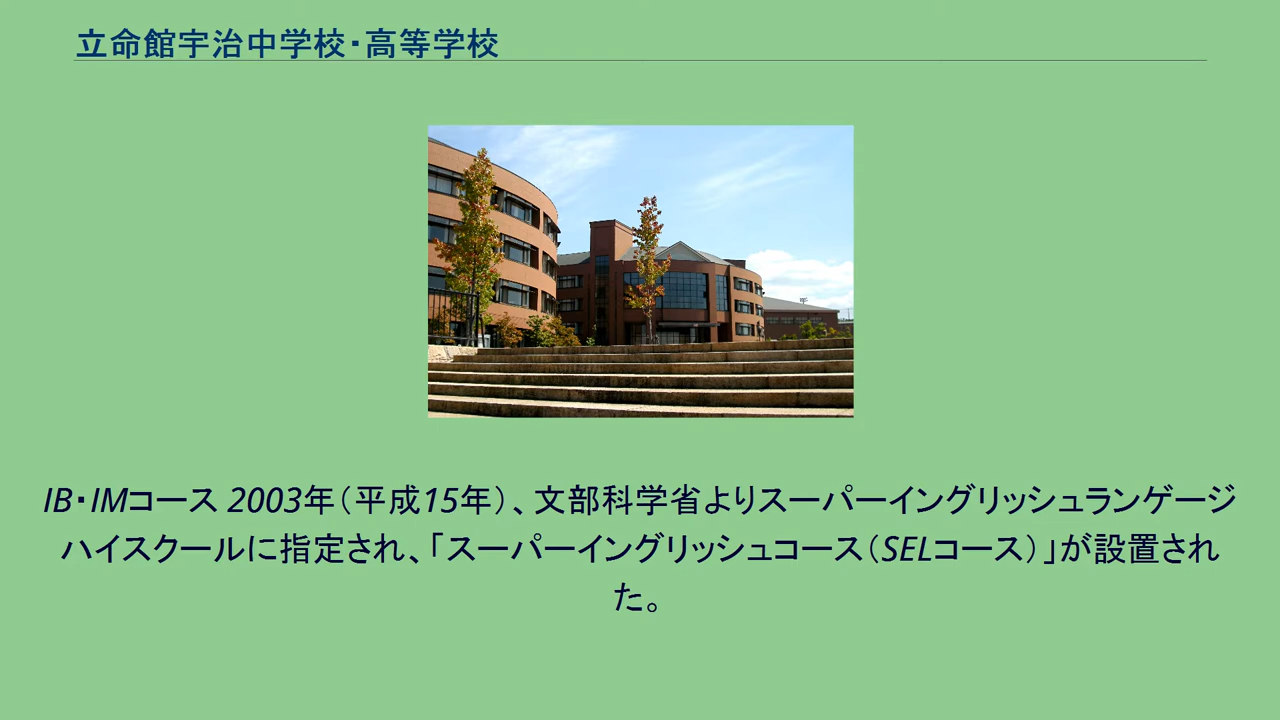 立命館宇治中学校・高等学校
IB・IMコース 2003年（平成15年）、文部科学省よりスーパーイングリッシュランゲージ
ハイスクールに指定され、「スーパーイングリッシュコース（SELコース）」が設置され
た。